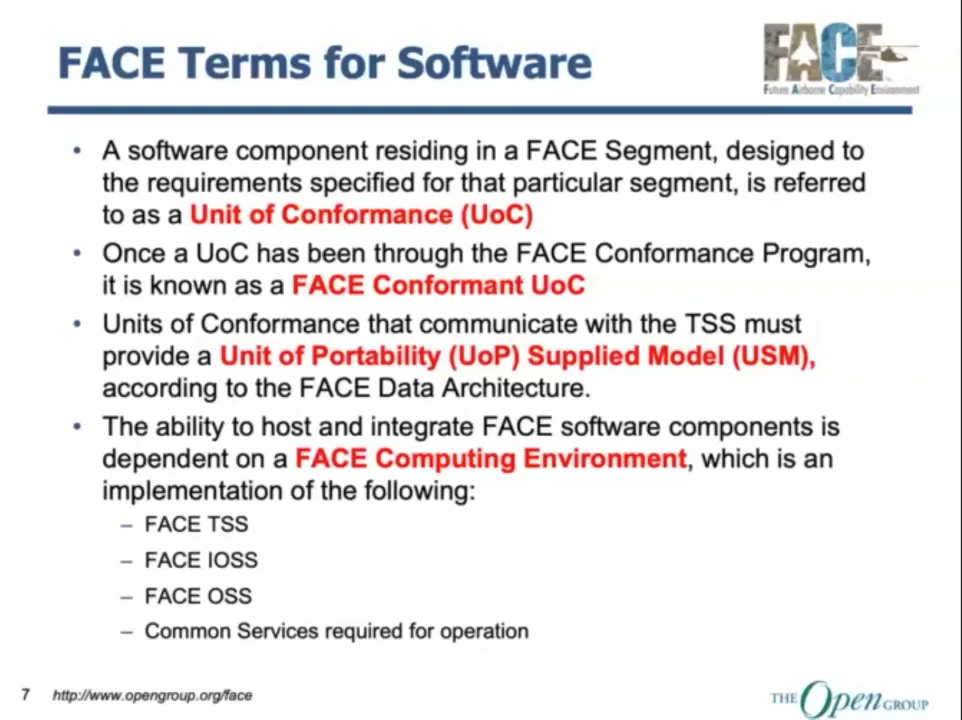 FACE Terms for Software
FACE
Future Airborne Capability Environment
• A software component residing in a FACE Segment, designed to
the requirements specified for that particular segment, is referred
to as a Unit of Conformance (UoC)
• Once a UoC has been through the FACE Conformance Program,
it is known as a FACE Conformant UoC
• Units of Conformance that communicate with the TSS must
provide a Unit of Portability (UoP) Supplied Model (USM),
according to the FACE Data Architecture.
• The ability to host and integrate FACE software components is
dependent on a FACE Computing Environment, which is an
implementation of the following:
– FACE TSS
– FACE IOSS
– FACE OSS
– Common Services required for operation
7 http://www.opengroup.org/face
THE Open GROUP